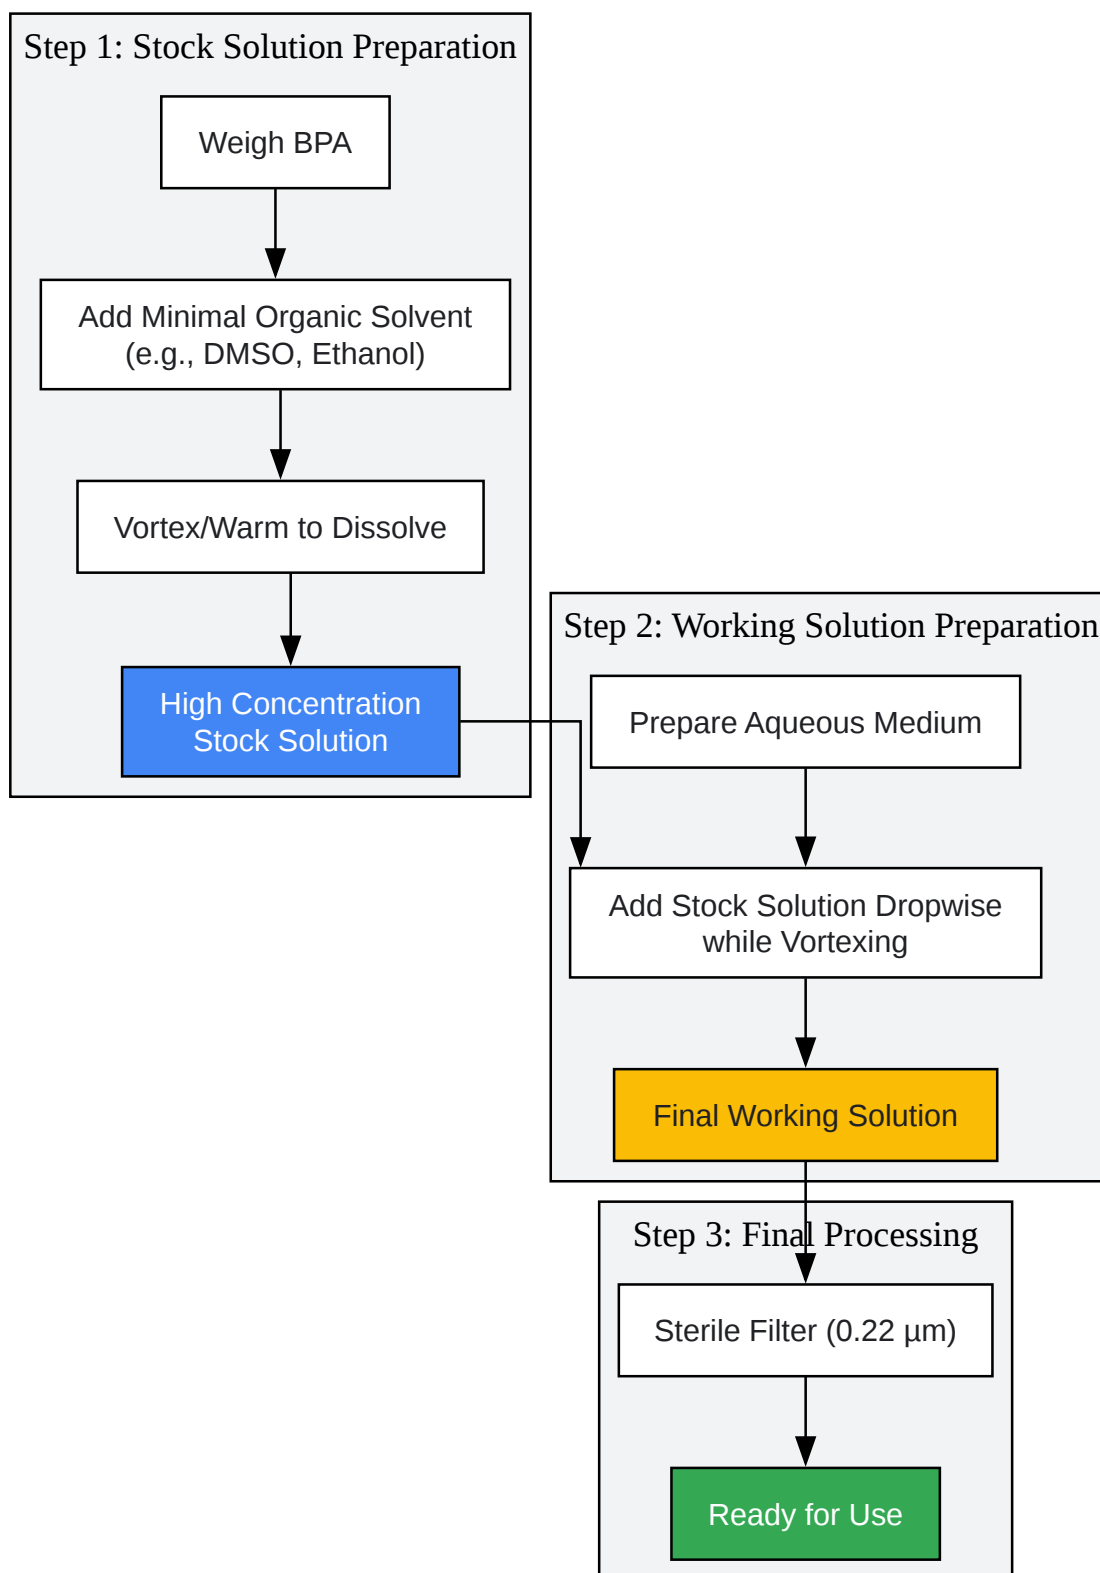 Step 1: Stock Solution Preparation
Weigh BPA
Add Minimal Organic Solvent
(e.g., DMSO, Ethanol)
Vortex/Warm to Dissolve
High Concentration
Stock Solution
Step 2: Working Solution Preparation
Prepare Aqueous Medium
Add Stock Solution Dropwise
while Vortexing
Final Working Solution
Step 3: Final Processing
Sterile Filter (0.22 µm)
Ready for Use